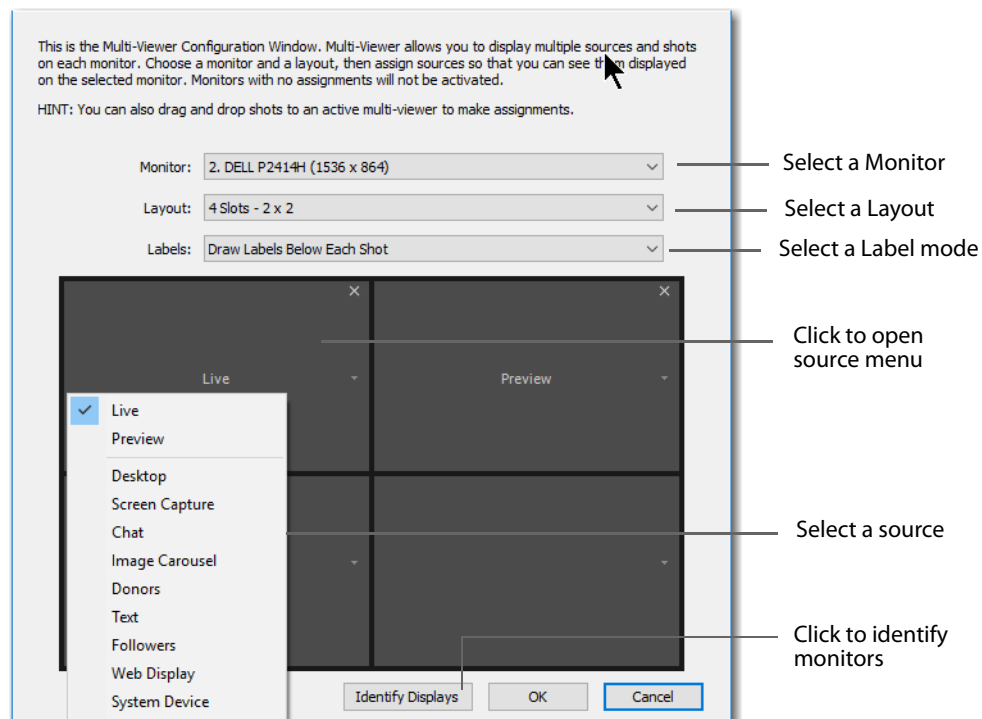 This is the Multi-Viewer Configuration Window. Multi-Viewer allows you to display multiple sources and shots
on each monitor. Choose a monitor and a layout, then assign sources so that you can see them displayed
on the selected monitor. Monitors with no assignments will not be activated.
HINT: You can also drag and drop shots to an active multi-viewer to make assignments.
Monitor: 2. DELL P2414H (1536 x 864)
Select a Monitor
Layout: 4 Slots - 2 x 2
Select a Layout
Labels: Draw Labels Below Each Shot
Select a Label mode
Click to open
source menu
Live
Preview
Live
Preview
Desktop
Screen Capture
Chat
Image Carousel
Donors
Text
Followers
Web Display
System Device
Select a source
Click to identify
monitors
Identify Displays
OK
Cancel